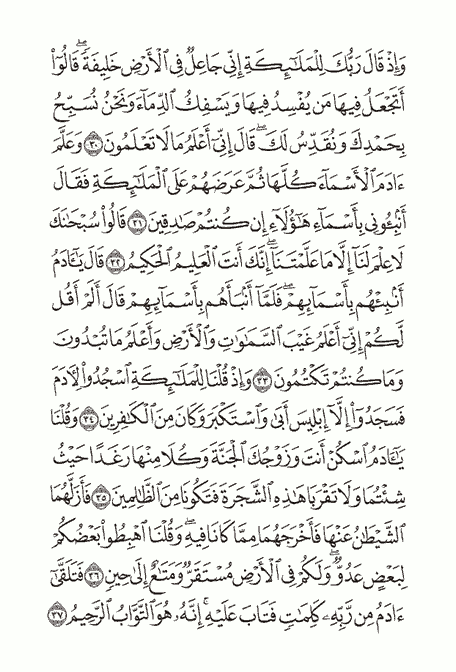 وَإِذْ قَالَ رَبُّكَ لِلْمَلَٰٓئِكَةِ إِنِّي جَاعِلٌ فِي ٱلْأَرْضِ خَلِيفَةٗۖ قَالُوٓاْ
أَتَجْعَلُ فِيهَا مَن يُفْسِدُ فِيهَا وَيَسْفِكُ ٱلدِّمَآءَ وَنَحْنُ نُسَبِّحُ
بِحَمْدِكَ وَنُقَدِّسُ لَكَۖ قَالَ إِنِّيٓ أَعْلَمُ مَا لَا تَعْلَمُونَ ٣٠ وَعَلَّمَ
ءَادَمَ ٱلْأَسْمَآءَ كُلَّهَا ثُمَّ عَرَضَهُمْ عَلَى ٱلْمَلَٰٓئِكَةِ فَقَالَ
أَنۢبِـُٔونِي بِأَسْمَآءِ هَٰٓؤُلَآءِ إِن كُنتُمْ صَٰدِقِينَ ٣١ قَالُواْ سُبْحَٰنَكَ
لَا عِلْمَ لَنَآ إِلَّا مَا عَلَّمْتَنَآۖ إِنَّكَ أَنتَ ٱلْعَلِيمُ ٱلْحَكِيمُ ٣٢ قَالَ يَٰٓـَٔادَمُ
أَنۢبِئْهُم بِأَسْمَآئِهِمْۖ فَلَمَّآ أَنۢبَأَهُم بِأَسْمَآئِهِمْ قَالَ أَلَمْ أَقُل
لَّكُمْ إِنِّيٓ أَعْلَمُ غَيْبَ ٱلسَّمَٰوَٰتِ وَٱلْأَرْضِ وَأَعْلَمُ مَا تُبْدُونَ
وَمَا كُنتُمْ تَكْتُمُونَ ٣٣ وَإِذْ قُلْنَا لِلْمَلَٰٓئِكَةِ ٱسْجُدُواْ لِأٓدَمَ
فَسَجَدُوٓاْ إِلَّآ إِبْلِيسَ أَبَىٰ وَٱسْتَكْبَرَ وَكَانَ مِنَ ٱلْكَٰفِرِينَ ٣٤ وَقُلْنَا
يَٰٓـَٔادَمُ ٱسْكُنْ أَنتَ وَزَوْجُكَ ٱلْجَنَّةَ وَكُلَا مِنْهَا رَغَدًا حَيْثُ
شِئْتُمَا وَلَا تَقْرَبَا هَٰذِهِ ٱلشَّجَرَةَ فَتَكُونَا مِنَ ٱلظَّٰلِمِينَ ٣٥ فَأَزَلَّهُمَا
ٱلشَّيْطَٰنُ عَنْهَا فَأَخْرَجَهُمَا مِمَّا كَانَا فِيهِۖ وَقُلْنَا ٱهْبِطُواْ بَعْضُكُمْ
لِبَعْضٍ عَدُوٌّۖ وَلَكُمْ فِي ٱلْأَرْضِ مُسْتَقَرٌّ وَمَتَٰعٌ إِلَىٰ حِينٍ ٣٦ فَتَلَقَّىٰٓ
ءَادَمُ مِن رَّبِّهِۦ كَلِمَٰتٍ فَتَابَ عَلَيْهِۚ إِنَّهُۥ هُوَ ٱلتَّوَّابُ ٱلرَّحِيمُ ٣٧